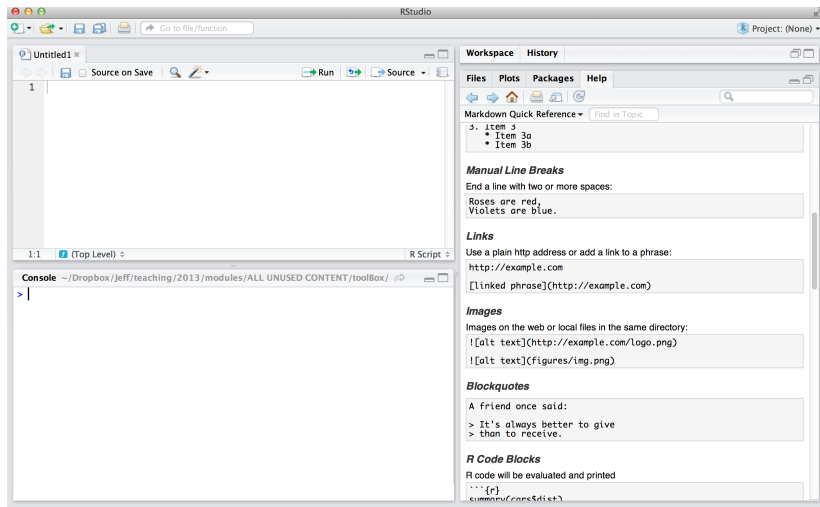 RStudio
Go to file/function
Project: (None)
Untitled1
Source on Save
Run
Source
1
1:1
(Top Level)
R Script
Console ~/Dropbox/Jeff/teaching/2013/modules/ALL UNUSED CONTENT/toolBox/
>
Workspace History
Files Plots Packages Help
Markdown Quick Reference
Find in Topic
3. Item 3
* Item 3a
* Item 3b
Manual Line Breaks
End a line with two or more spaces:
Roses are red,
Violets are blue.
Links
Use a plain http address or add a link to a phrase:
http://example.com
[linked phrase](http://example.com)
Images
Images on the web or local files in the same directory:
![alt text](http://example.com/logo.png)
![alt text](figures/img.png)
Blockquotes
A friend once said:
> It's always better to give
> than to receive.
R Code Blocks
R code will be evaluated and printed
```{r}
summary(cars$dist)